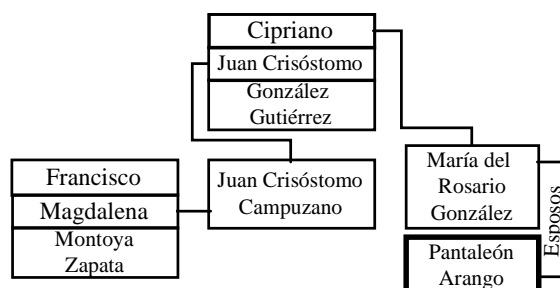 Cipriano
Juan Crisóstomo
González
Gutiérrez
Francisco
Magdalena
Montoya
Zapata
Juan Crisóstomo
Campuzano
María del
Rosario
González
Pantaleón
Arango
Esposos